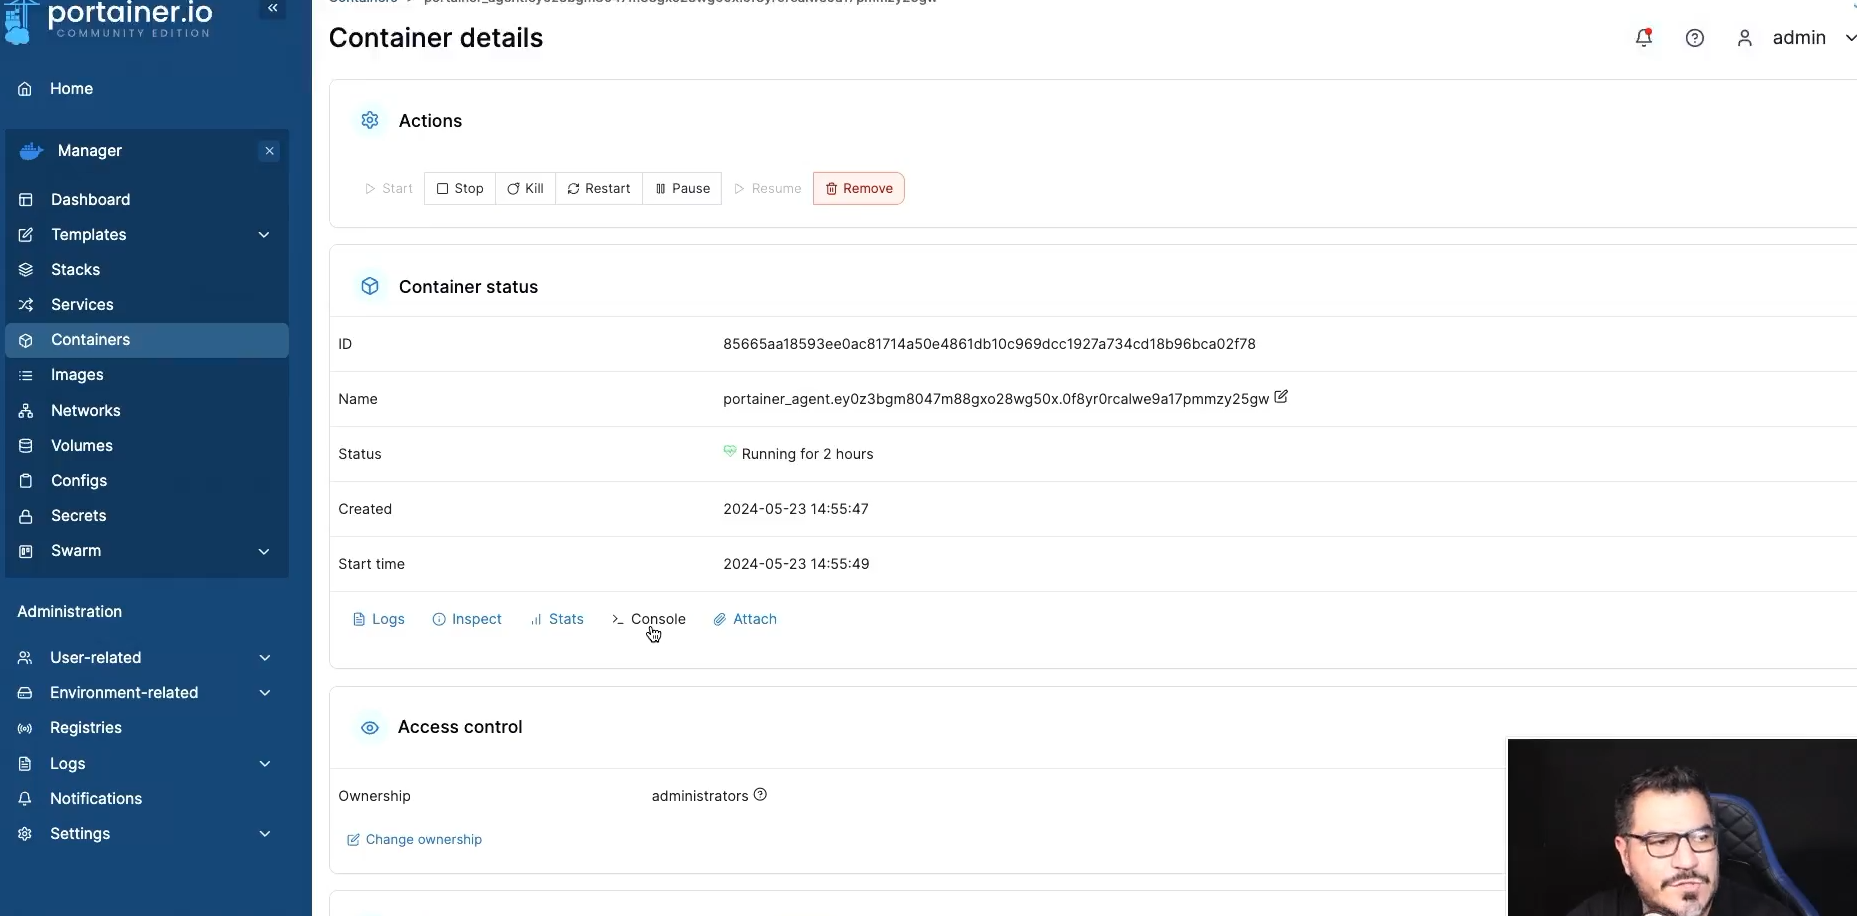 portainer.io
COMMUNITY EDITION
Home
Manager
Dashboard
Templates
Stacks
Services
Containers
Images
Networks
Volumes
Configs
Secrets
Swarm
Administration
User-related
Environment-related
Registries
Logs
Notifications
Settings
Container details
admin
Actions
Start Stop Kill Restart Pause Resume Remove
Container status
ID 85665aa18593ee0ac81714a50e4861db10c969dcc1927a734cd18b96bca02f78
Name portainer_agent.ey0z3bgm8047m88gxo28wg50x.0f8yr0rcalwe9a17pmmzy25gw
Status Running for 2 hours
Created 2024-05-23 14:55:47
Start time 2024-05-23 14:55:49
Logs Inspect Stats Console Attach
Access control
Ownership administrators
Change ownership